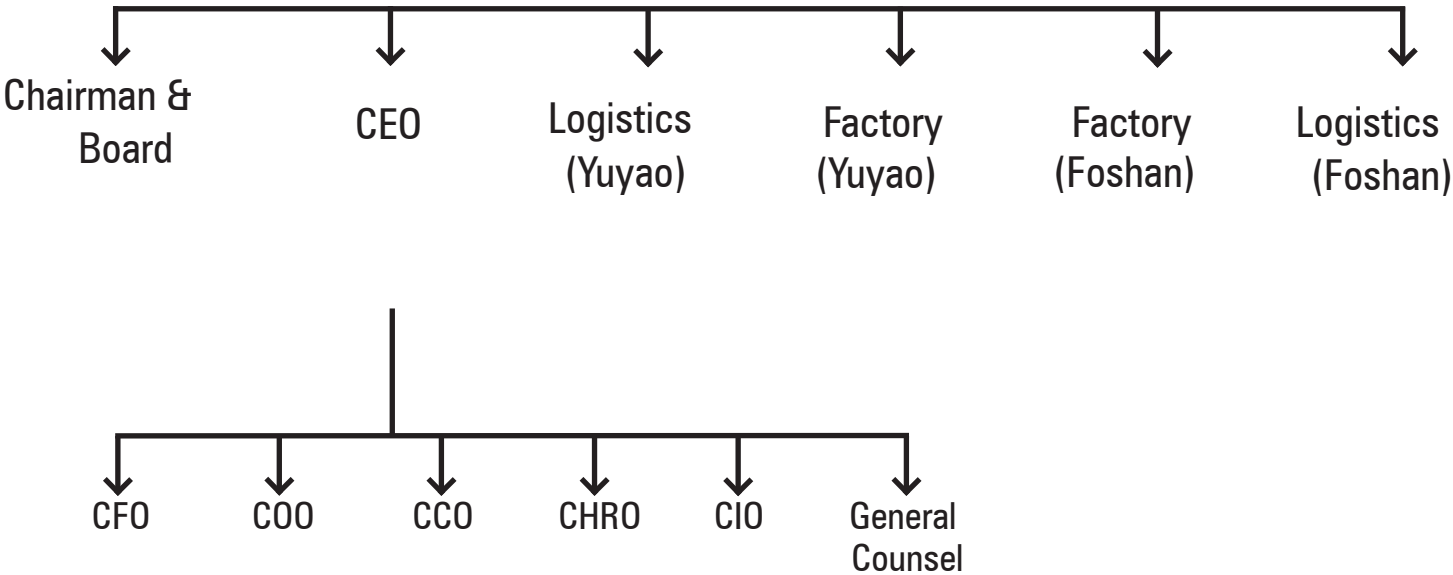 Chairman &
Board
CEO
Logistics
(Yuyao)
Factory
(Yuyao)
Factory
(Foshan)
Logistics
(Foshan)
CFO
COO
CCO
CHRO
CIO
General
Counsel